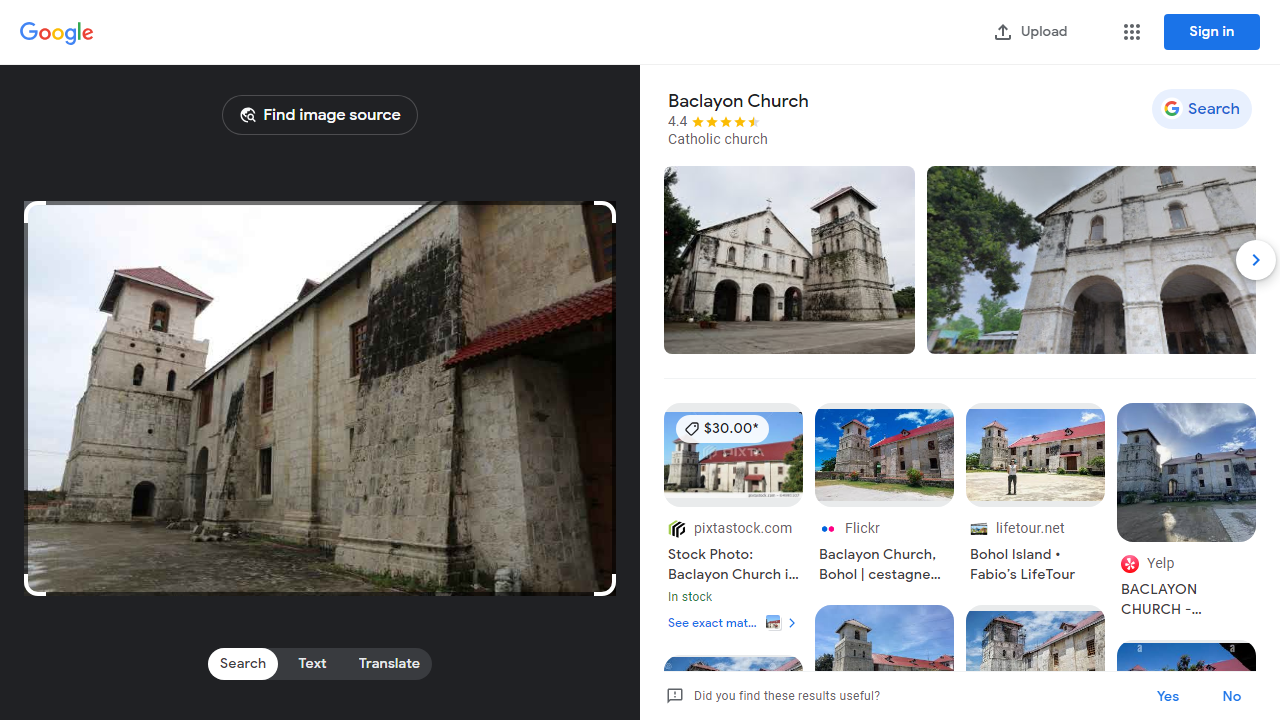 Google
Upload
Sign in
Find image source
Baclayon Church
4.4
Catholic church
Search
$30.00*
PIXTA
pixtastock.com
Stock Photo:
Baclayon Church i...
In stock
See exact mat...
Flickr
Baclayon Church,
Bohol | cestagne...
lifetour.net
Bohol Island •
Fabio's LifeTour
Yelp
BACLAYON
CHURCH -...
a
a
Search
Text
Translate
Did you find these results useful?
Yes
No